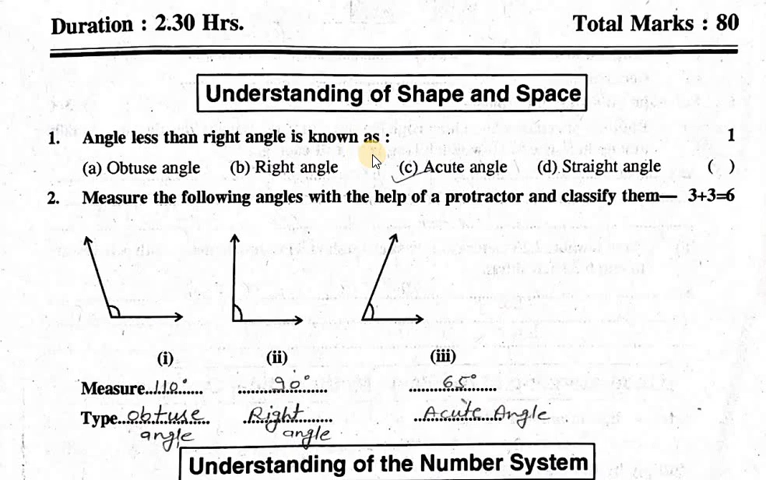 Duration : 2.30 Hrs. Total Marks : 80
Understanding of Shape and Space
1. Angle less than right angle is known as : 1
(a) Obtuse angle (b) Right angle (c) Acute angle (d) Straight angle ( )
2. Measure the following angles with the help of a protractor and classify them— 3+3=6
(i) (ii) (iii)
Measure..110°...... ........90°........ ........65°........
Type..obtuse angle.. ..Right angle.. ..Acute Angle
Understanding of the Number System